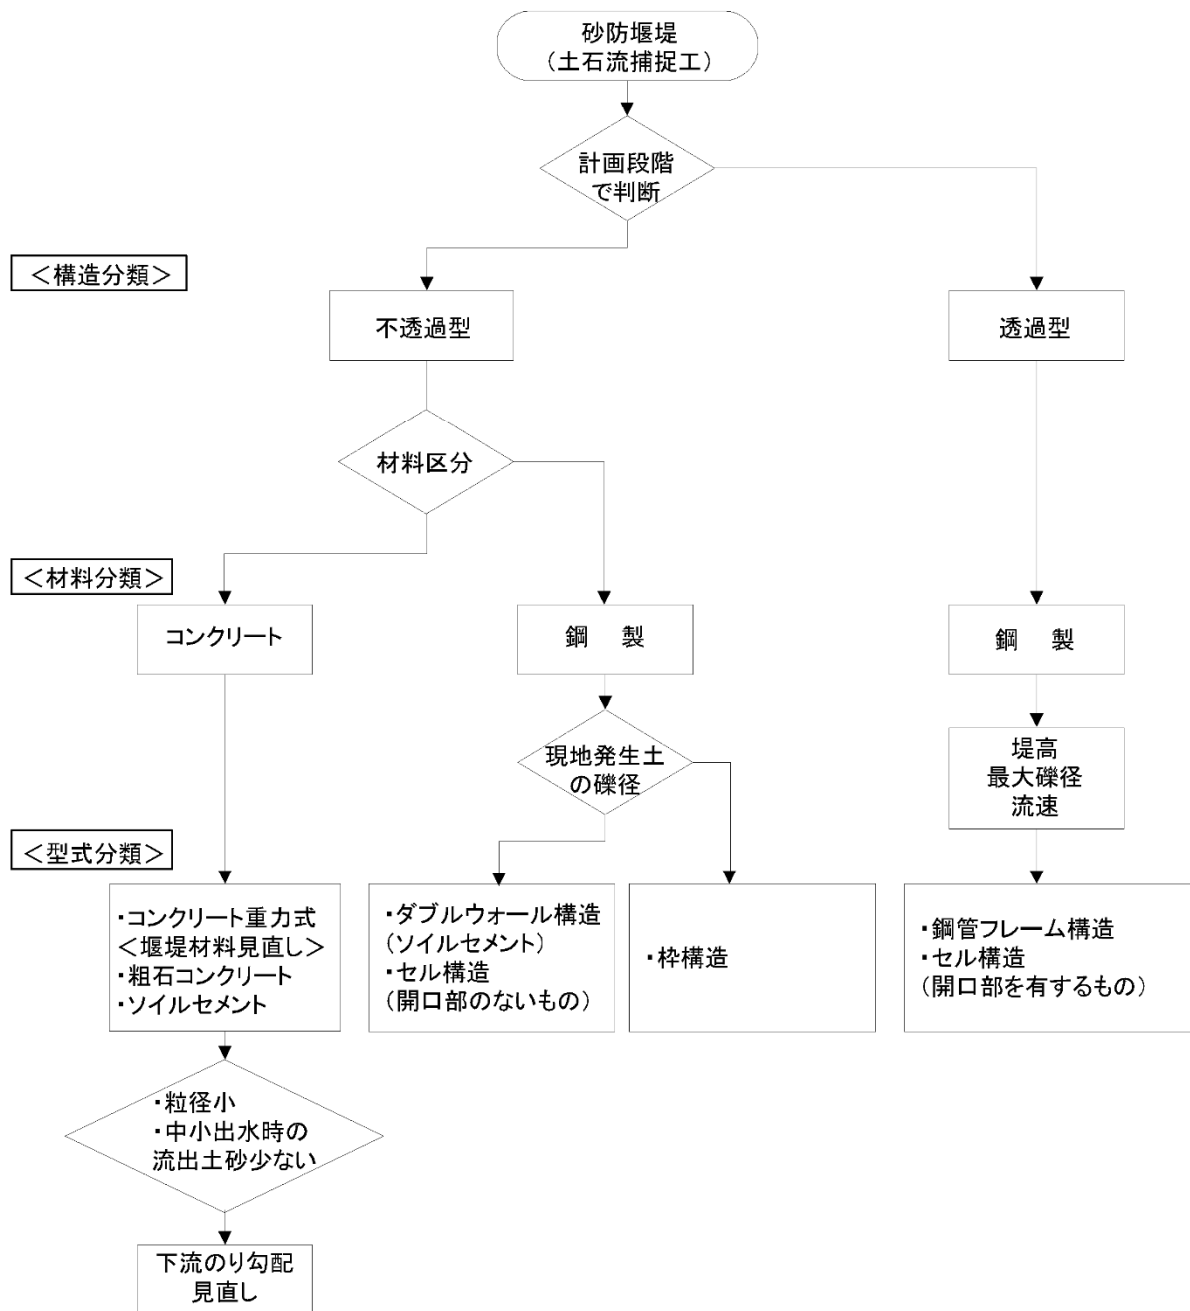 砂防堰堤
（土石流捕捉工）
計画段階
で判断
＜構造分類＞
不透過型
透過型
材料区分
＜材料分類＞
コンクリート
鋼　製
鋼　製
現地発生土
の礫径
堤高
最大礫径
流速
＜型式分類＞
・コンクリート重力式
＜堰堤材料見直し＞
・粗石コンクリート
・ソイルセメント
・ダブルウォール構造
（ソイルセメント）
・セル構造
（開口部のないもの）
・枠構造
・鋼管フレーム構造
・セル構造
（開口部を有するもの）
・粒径小
・中小出水時の
流出土砂少ない
下流のり勾配
見直し